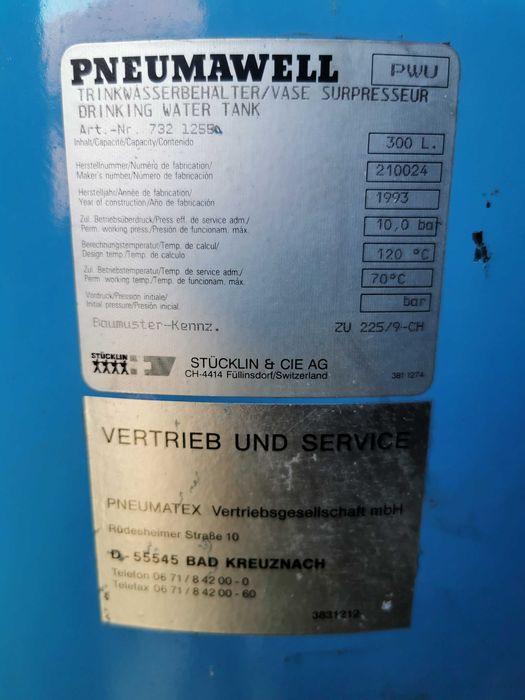 PNEUMAWELL
PWU
TRINKWASSERBEHÄLTER/VASE SURPRESSEUR
DRINKING WATER TANK
Art.-Nr. 732 1255
Inhalt/Capacité/Capacity/Contenido
300 L.
Herstellnummer/Numéro de fabrication/
Maker's number/Número de fabricación
210024
Herstelljahr/Année de fabrication/
Year of construction/Año de fabricación
1993
Zul. Betriebsüberdruck/Press eff. de service adm./
Perm. working press./Presión de funcionam. máx.
10,0 bar
Berechnungstemperatur/Temp. de calcul/
Design temp./Temp. de calculo
120 °C
Zul. Betriebstemperatur/Temp. de service adm./
Perm. working temp./Temp. de funcionam. máx.
70°C
Vordruck/Pression initiale/
Initial pressure/Presión inicial
bar
Baumuster-Kennz.
ZU 225/9-CH
STÜCKLIN
STÜCKLIN & CIE AG
CH-4414 Füllinsdorf/Switzerland
381 1274
VERTRIEB UND SERVICE
PNEUMATEX Vertriebsgesellschaft mbH
Rüdesheimer Straße 10
D-55545 BAD KREUZNACH
Telefon 06 71 / 8 42 00 - 0
Telefax 06 71 / 8 42 00 - 60
3831212